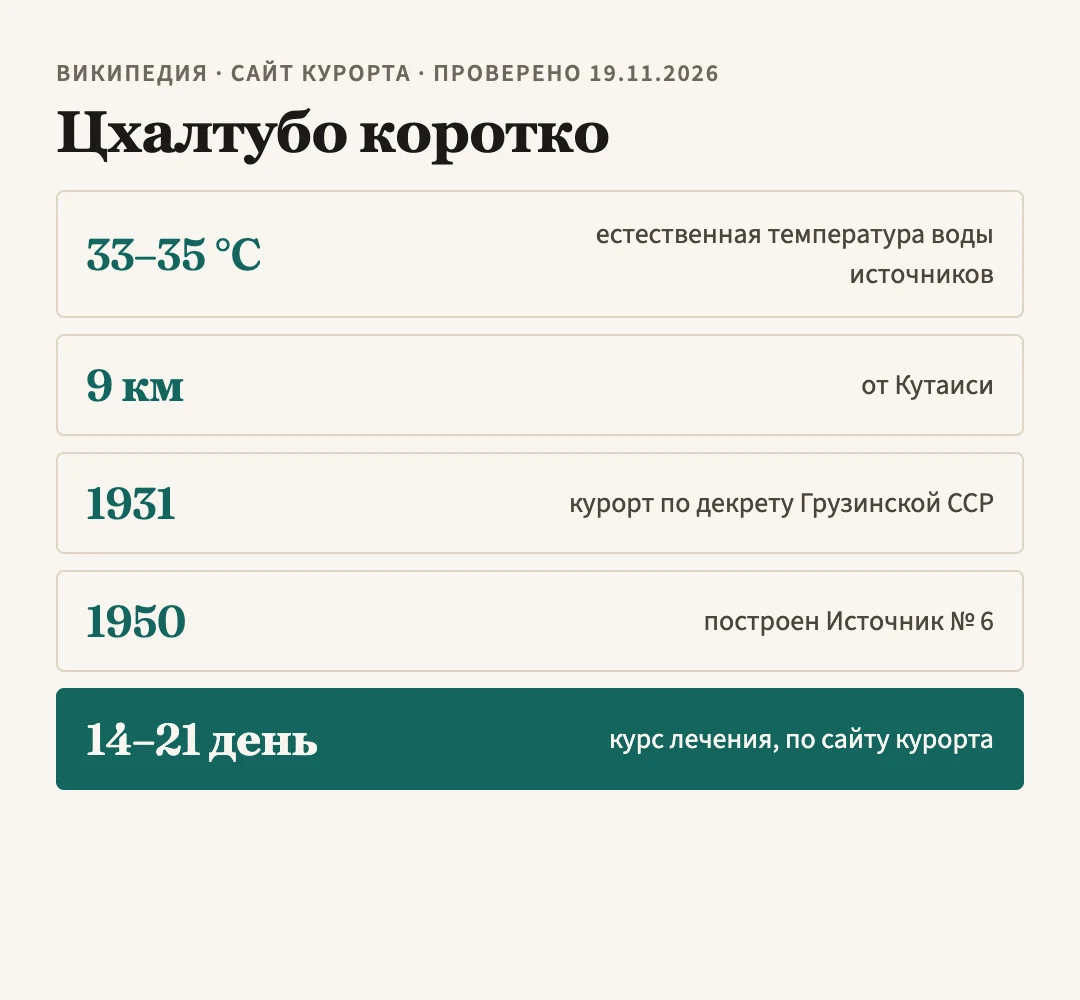 ВИКИПЕДИЯ · САЙТ КУРОРТА · ПРОВЕРЕНО 19.11.2026
Цхалтубо коротко
33–35 °C
естественная температура воды
источников
9 км
от Кутаиси
1931
курорт по декрету Грузинской ССР
1950
построен Источник № 6
14–21 день
курс лечения, по сайту курорта